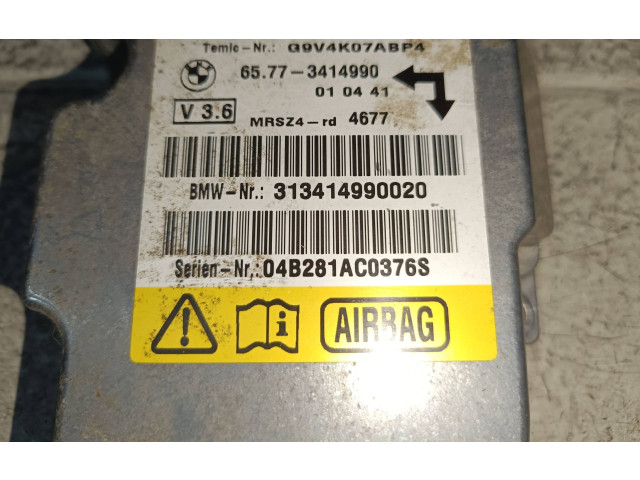 Temic-Nr.: G9V4K07ABP4
65.77-3414990
01 04 41
V 3.6
MRSZ4-rd 4677
BMW-Nr.: 313414990020
Serien-Nr.: 04B281AC0376S
AIRBAG